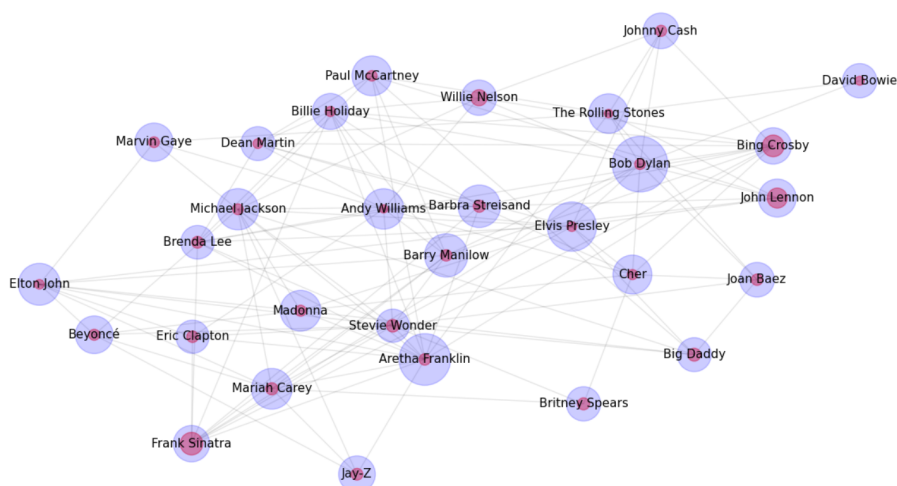 Johnny Cash
Paul McCartney
David Bowie
Willie Nelson
Billie Holiday
The Rolling Stones
Marvin Gaye
Dean Martin
Bing Crosby
Bob Dylan
John Lennon
Michael Jackson
Andy Williams
Barbra Streisand
Elvis Presley
Brenda Lee
Barry Manilow
Cher
Joan Baez
Elton John
Madonna
Stevie Wonder
Beyoncé
Eric Clapton
Big Daddy
Aretha Franklin
Mariah Carey
Britney Spears
Frank Sinatra
Jay-Z